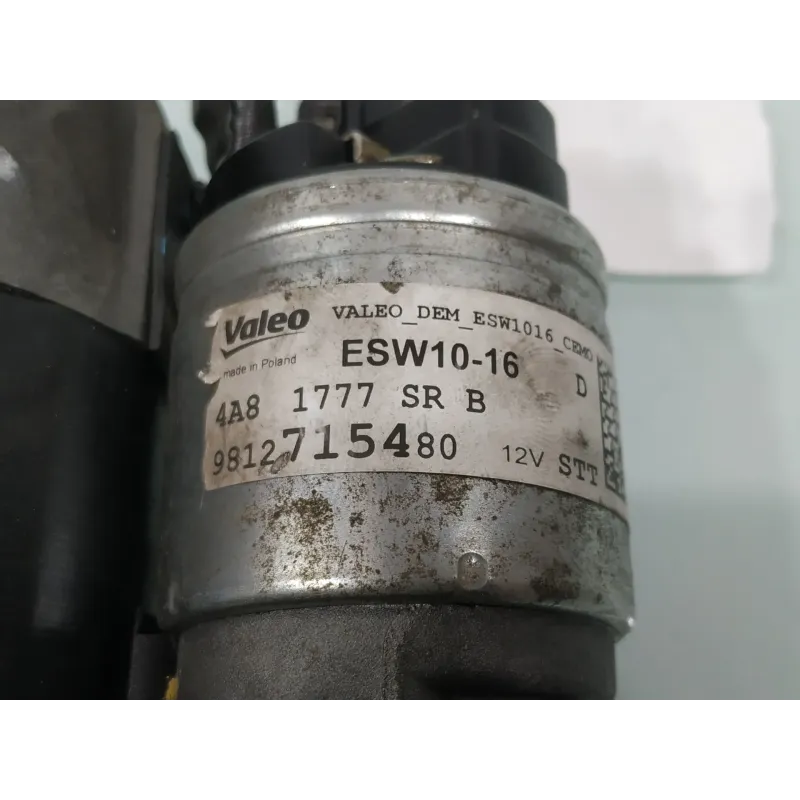 Valeo VALEO_DEM_ESW1016_CEMO
made in Poland ESW10-16 D
4A8 1777 SR B
9812715480 12V STT